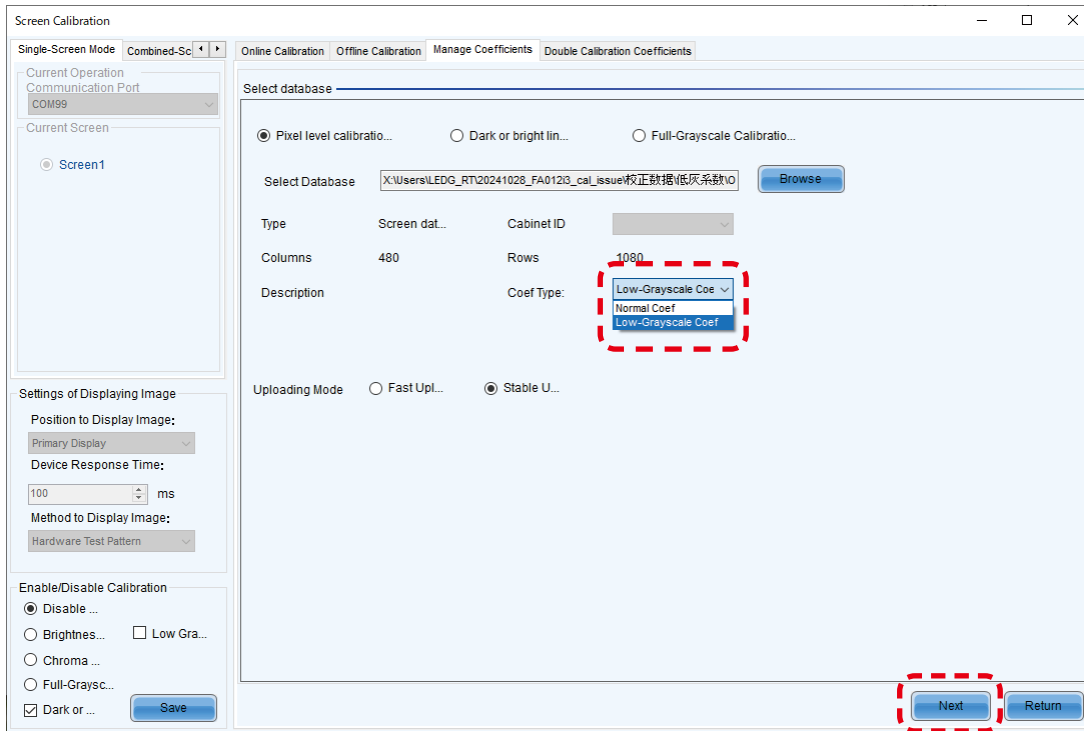 Screen Calibration
Single-Screen Mode
Combined-Sc
Online Calibration
Offline Calibration
Manage Coefficients
Double Calibration Coefficients
Current Operation
Communication Port
COM99
Current Screen
Screen1
Settings of Displaying Image
Position to Display Image:
Primary Display
Device Response Time:
100 ms
Method to Display Image:
Hardware Test Pattern
Enable/Disable Calibration
Disable ...
Brightnes...
Low Gra...
Chroma ...
Full-Graysc...
Dark or ...
Save
Select database
Pixel level calibratio...
Dark or bright lin...
Full-Grayscale Calibratio...
Select Database
X:\Users\LEDG_RT\20241028_FA012i3_cal_issue\校正数据\低灰系数\O
Browse
Type
Screen dat...
Cabinet ID
Columns
480
Rows
1080
Description
Coef Type:
Low-Grayscale Coe
Normal Coef
Low-Grayscale Coef
Uploading Mode
Fast Upl...
Stable U...
Next
Return